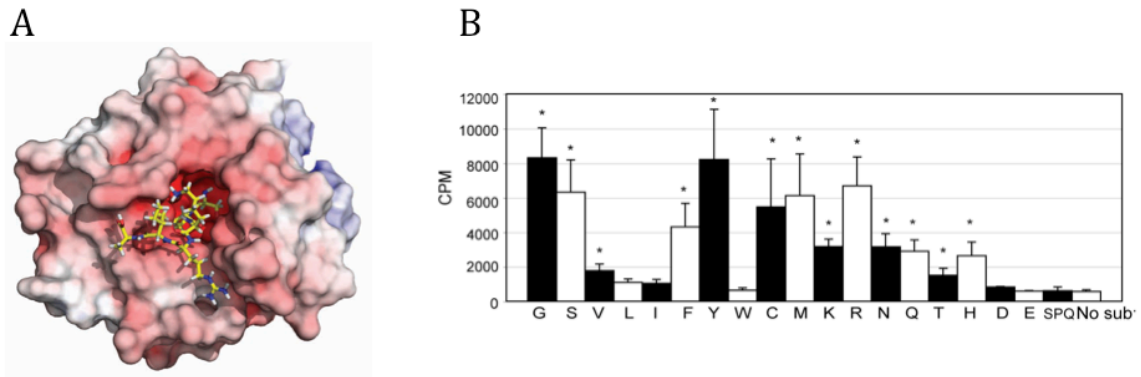 A
B
12000
10000
8000
6000
4000
2000
0
CPM
* * * * * * * * * * * * *
G S V L I F Y W C M K R N Q T H D E SPQ No sub